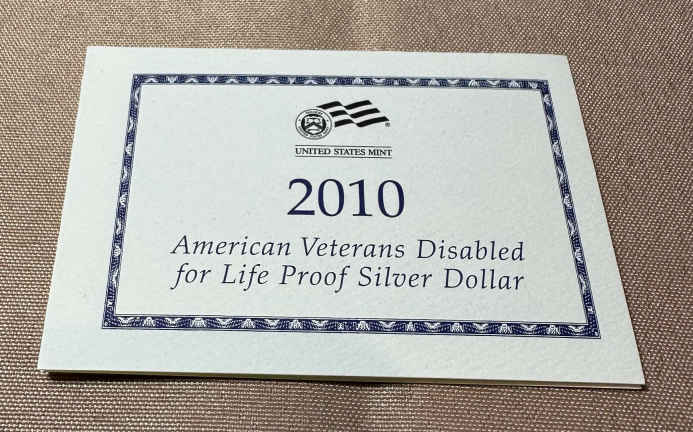 UNITED STATES MINT
2010
American Veterans Disabled
for Life Proof Silver Dollar